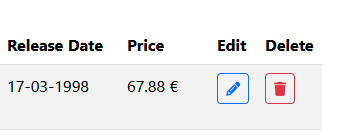 Release Date Price Edit Delete
17-03-1998 67.88 €